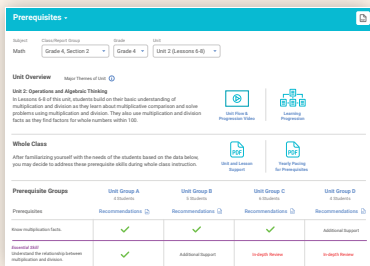 Prerequisites
Subject Class/Report Group Grade Unit
Math Grade 4, Section 2 Grade 4 Unit 2 (Lessons 6-8)
Unit Overview Major Themes of Unit
Unit 2: Operations and Algebraic Thinking
In Lessons 6-8 of this unit, students build on their basic understanding of
multiplication and division as they learn about multiplicative comparison and solve
problems using multiplication and division. They also use multiplication and division
facts as they find factors for whole numbers within 100.
Unit Flow &
Progression Video
Learning
Progression
Whole Class
After familiarizing yourself with the needs of the students based on the data below,
you may decide to address these prerequisite skills during whole class instruction.
PDF
Unit and Lesson
Support
PDF
Yearly Pacing
for Prerequisites
Prerequisite Groups Unit Group A Unit Group B Unit Group C Unit Group D
4 Students 5 Students 6 Students 4 Students
Prerequisites Recommendations Recommendations Recommendations Recommendations
Know multiplication facts. Additional Support
Essential Skill
Understand the relationship between
multiplication and division.
Additional Support In-depth Review In-depth Review